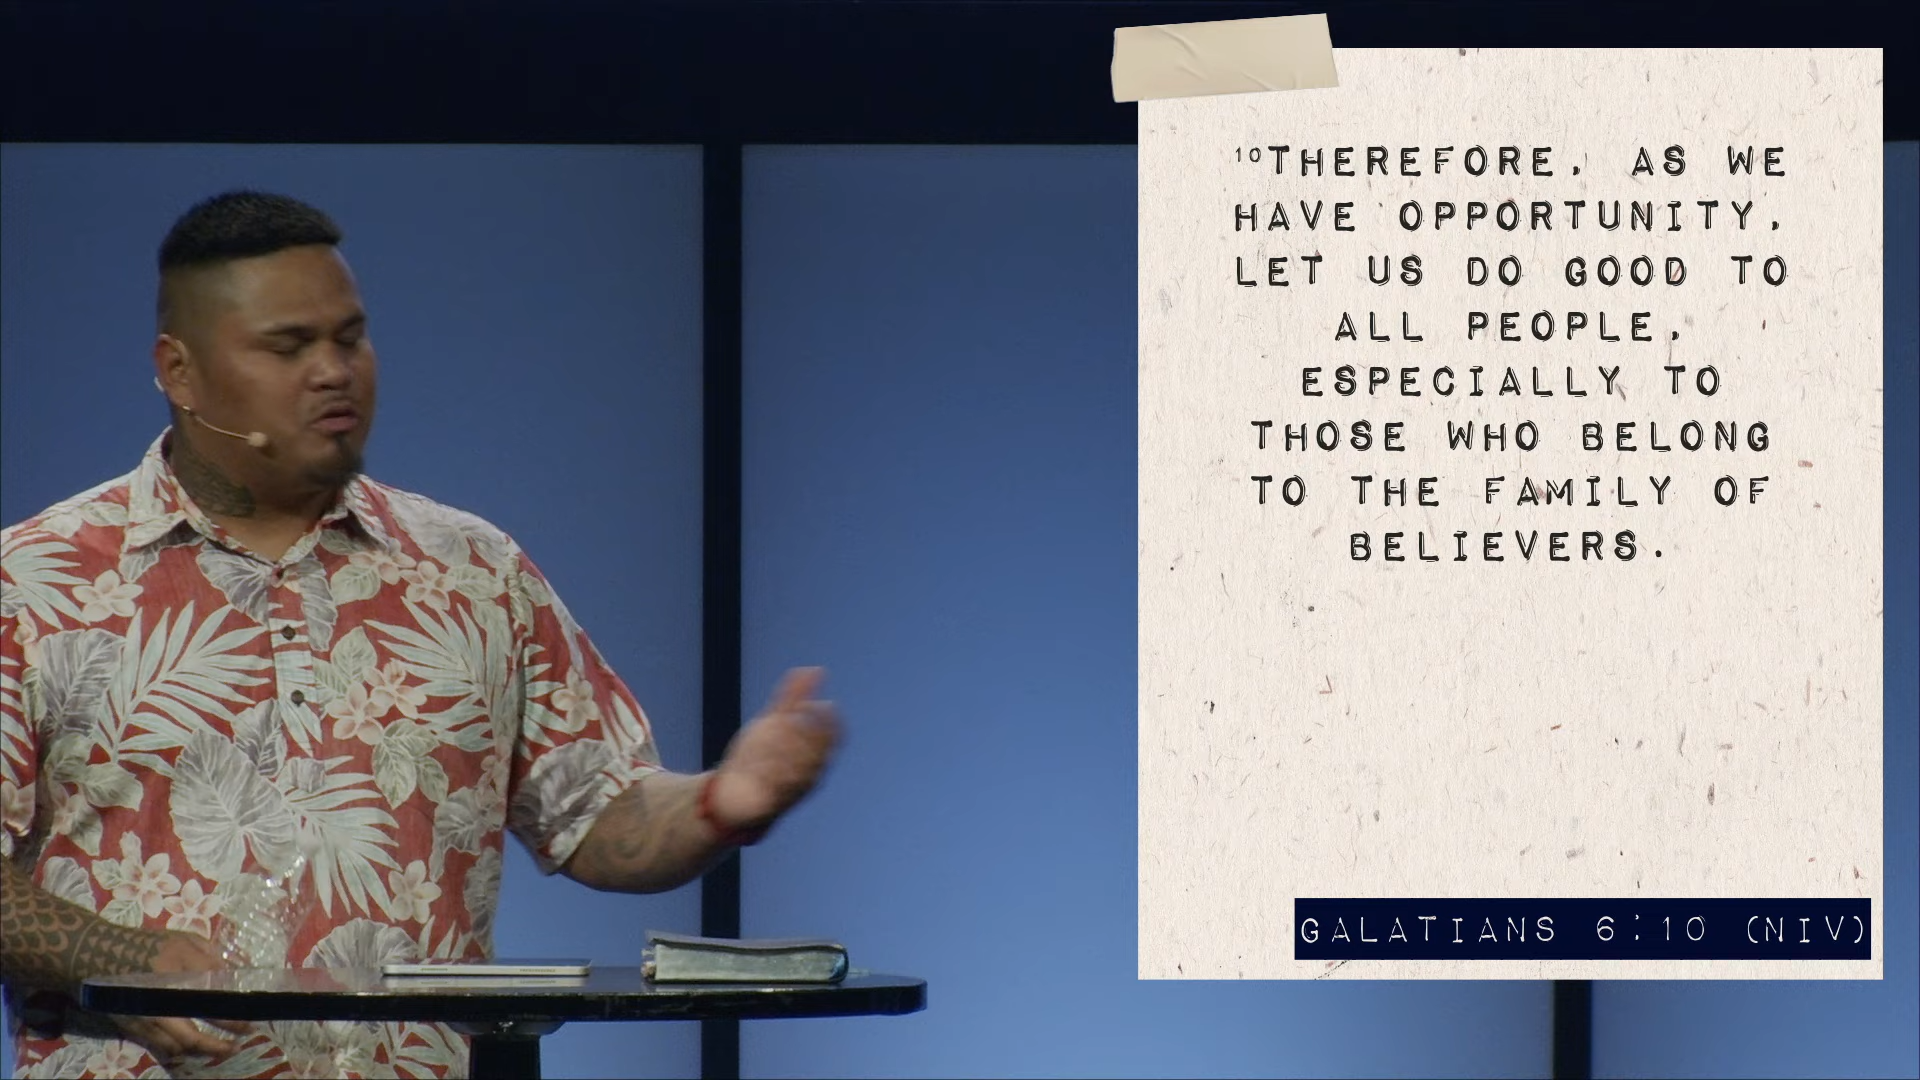 ¹⁰THEREFORE, AS WE
HAVE OPPORTUNITY,
LET US DO GOOD TO
ALL PEOPLE,
ESPECIALLY TO
THOSE WHO BELONG
TO THE FAMILY OF
BELIEVERS.
GALATIANS 6:10 (NIV)